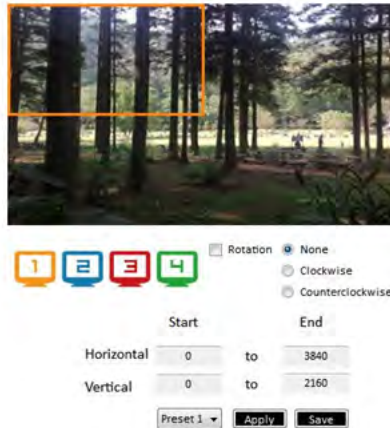 Rotation None
1 2 3 4
Clockwise
Counterclockwise
Start End
Horizontal 0 to 3840
Vertical 0 to 2160
Preset 1 Apply Save